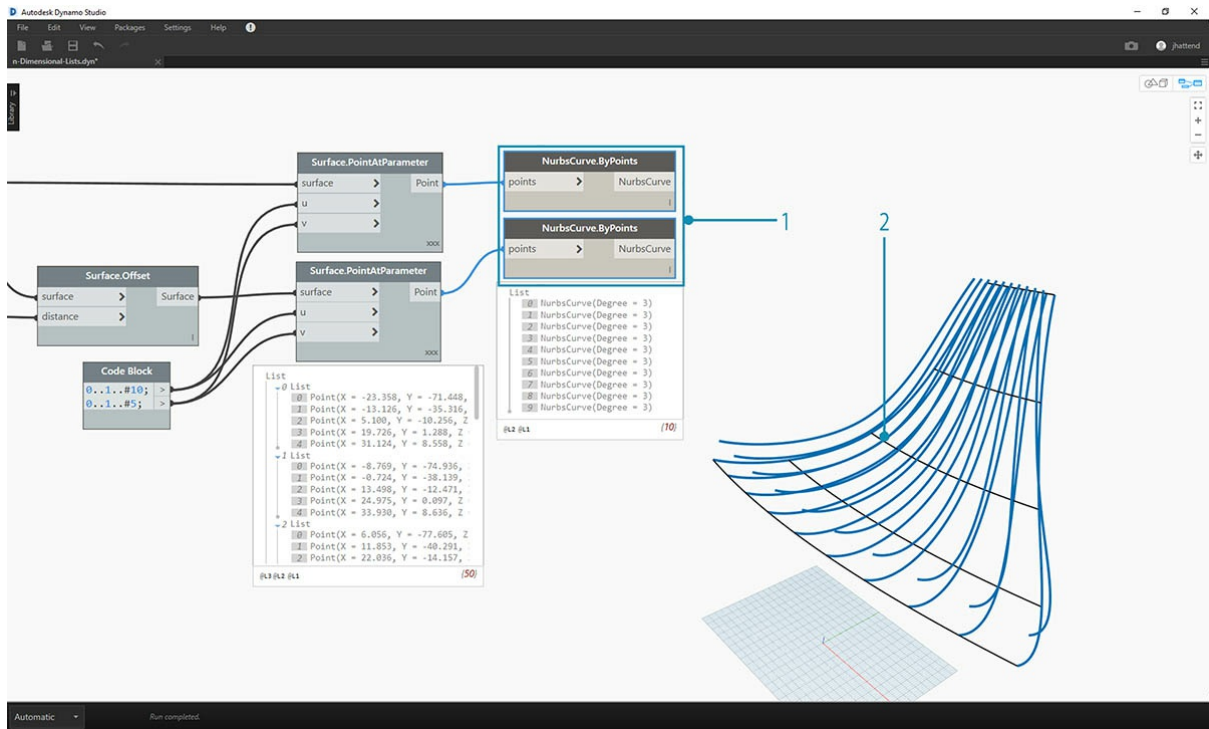 Autodesk Dynamo Studio
File Edit View Packages Settings Help
jhattend
n-Dimensional-Lists.dyn*
Library
Surface.PointAtParameter
surface > Point
u >
v >
xxx
NurbsCurve.ByPoints
points > NurbsCurve
NurbsCurve.ByPoints
points > NurbsCurve
1
2
Surface.Offset
surface > Surface
distance >
Surface.PointAtParameter
surface > Point
u >
v >
xxx
Code Block
0..1..#10; >
0..1..#5; >
List
0 NurbsCurve(Degree = 3)
1 NurbsCurve(Degree = 3)
2 NurbsCurve(Degree = 3)
3 NurbsCurve(Degree = 3)
4 NurbsCurve(Degree = 3)
5 NurbsCurve(Degree = 3)
6 NurbsCurve(Degree = 3)
7 NurbsCurve(Degree = 3)
8 NurbsCurve(Degree = 3)
9 NurbsCurve(Degree = 3)
@L2 @L1 {10}
List
0 List
0 Point(X = -23.358, Y = -71.448,
1 Point(X = -13.126, Y = -35.316,
2 Point(X = 5.100, Y = -10.256, Z
3 Point(X = 19.726, Y = 1.288, Z
4 Point(X = 31.124, Y = 8.558, Z
1 List
0 Point(X = -8.769, Y = -74.936,
1 Point(X = -0.724, Y = -38.139,
2 Point(X = 13.498, Y = -12.471,
3 Point(X = 24.975, Y = 0.097, Z
4 Point(X = 33.930, Y = 8.636, Z
2 List
0 Point(X = 6.056, Y = -77.605, Z
1 Point(X = 11.853, Y = -40.291,
2 Point(X = 22.036, Y = -14.157,
@L3 @L2 @L1 {50}
Automatic
Run completed.